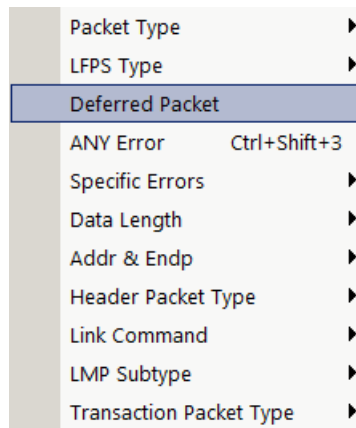 Packet Type
LFPS Type
Deferred Packet
ANY Error Ctrl+Shift+3
Specific Errors
Data Length
Addr & Endp
Header Packet Type
Link Command
LMP Subtype
Transaction Packet Type